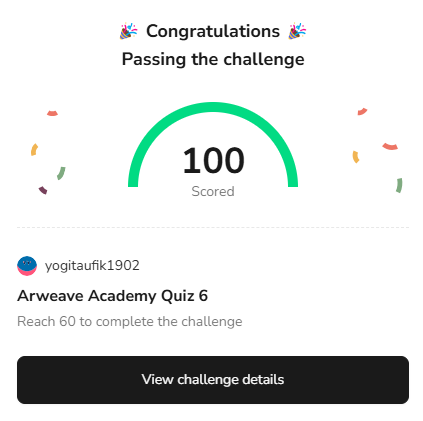 🎉 Congratulations 🎉
Passing the challenge
100
Scored
yogitaufik1902
Arweave Academy Quiz 6
Reach 60 to complete the challenge
View challenge details